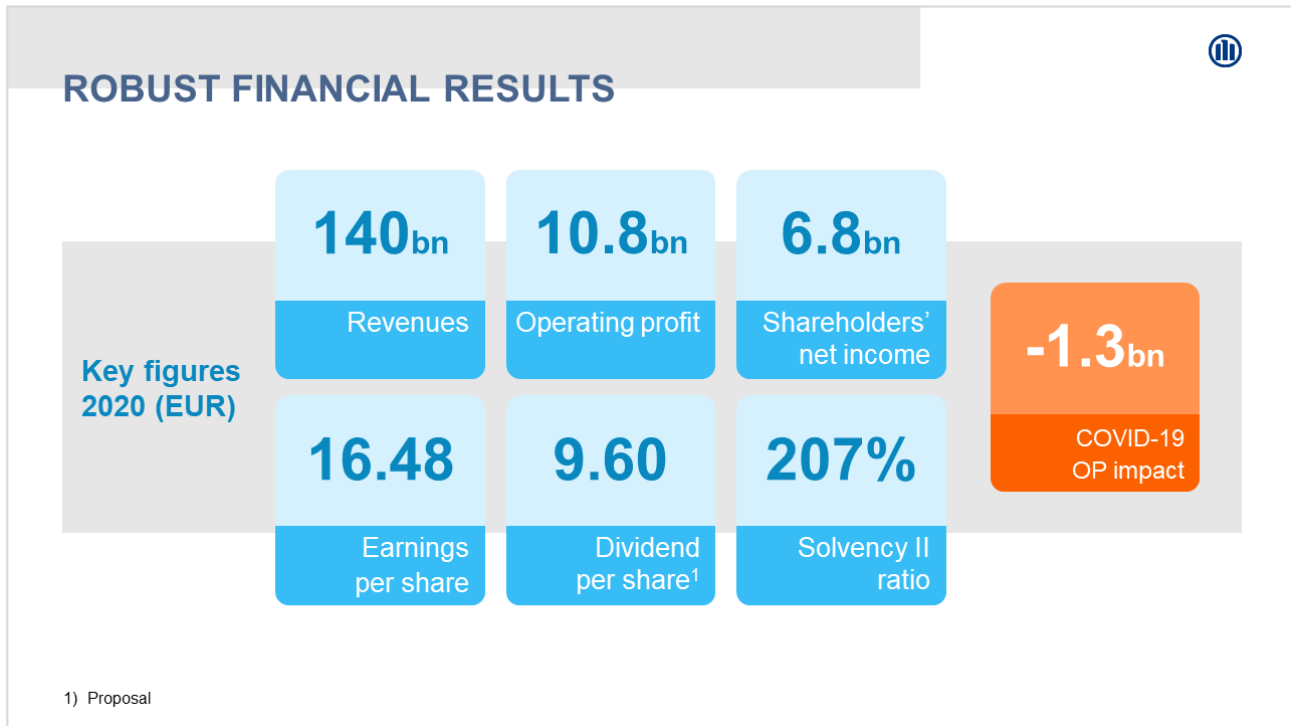 ROBUST FINANCIAL RESULTS
Key figures
2020 (EUR)
140bn
Revenues
10.8bn
Operating profit
6.8bn
Shareholders’
net income
16.48
Earnings
per share
9.60
Dividend
per share¹
207%
Solvency II
ratio
-1.3bn
COVID-19
OP impact
1) Proposal